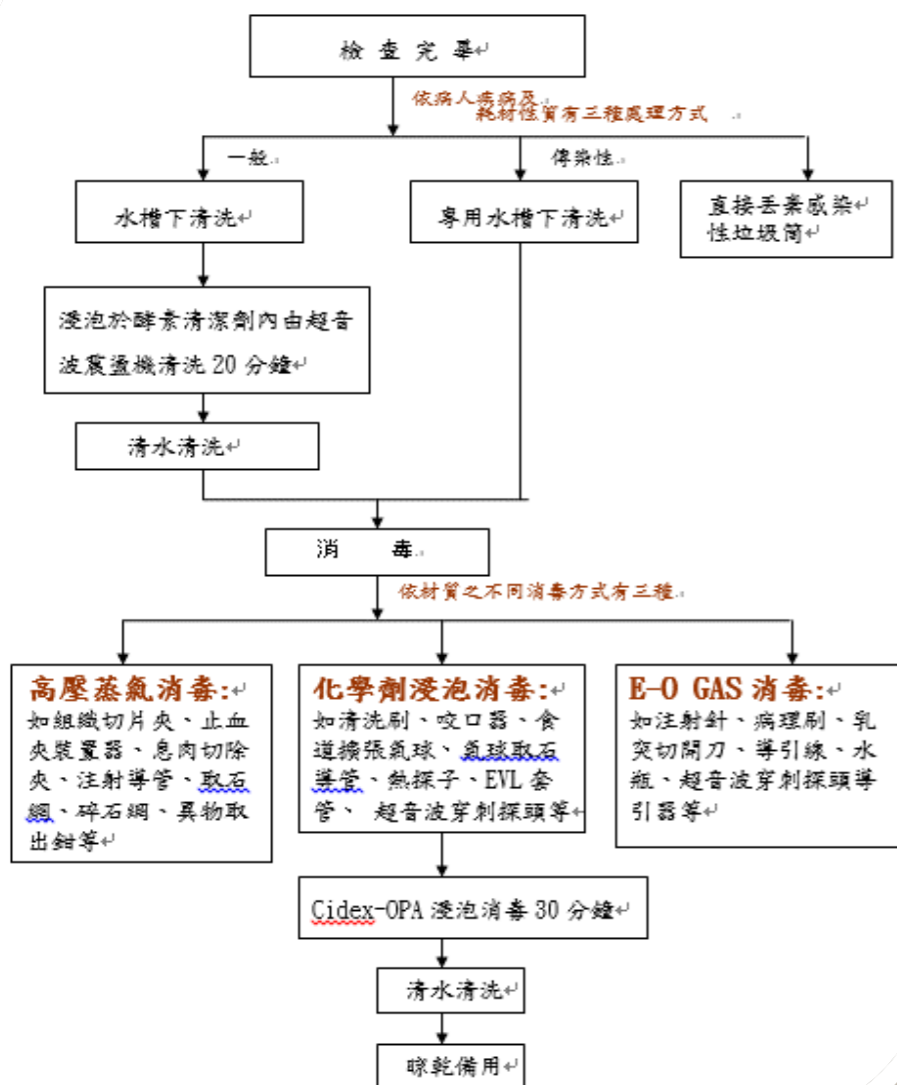 檢 查 完 畢
依病人疾病及
耗材性質有三種處理方式
一般
傳染性
水槽下清洗
專用水槽下清洗
直接丟棄感染
性垃圾筒
浸泡於酵素清潔劑內由超音
波震盪機清洗 20 分鐘
清水清洗
消 毒
依材質之不同消毒方式有三種
高壓蒸氣消毒:
如組織切片夾、止血
夾裝置器、息肉切除
夾、注射導管、取石
網、碎石網、異物取
出鉗等
化學劑浸泡消毒:
如清洗刷、咬口器、食
道擴張氣球、氣球取石
導管、熱探子、EVL 套
管、 超音波穿刺探頭等
E-O GAS 消毒:
如注射針、病理刷、乳
突切開刀、導引線、水
瓶、超音波穿刺探頭導
引器等
Cidex-OPA 浸泡消毒 30 分鐘
清水清洗
晾乾備用